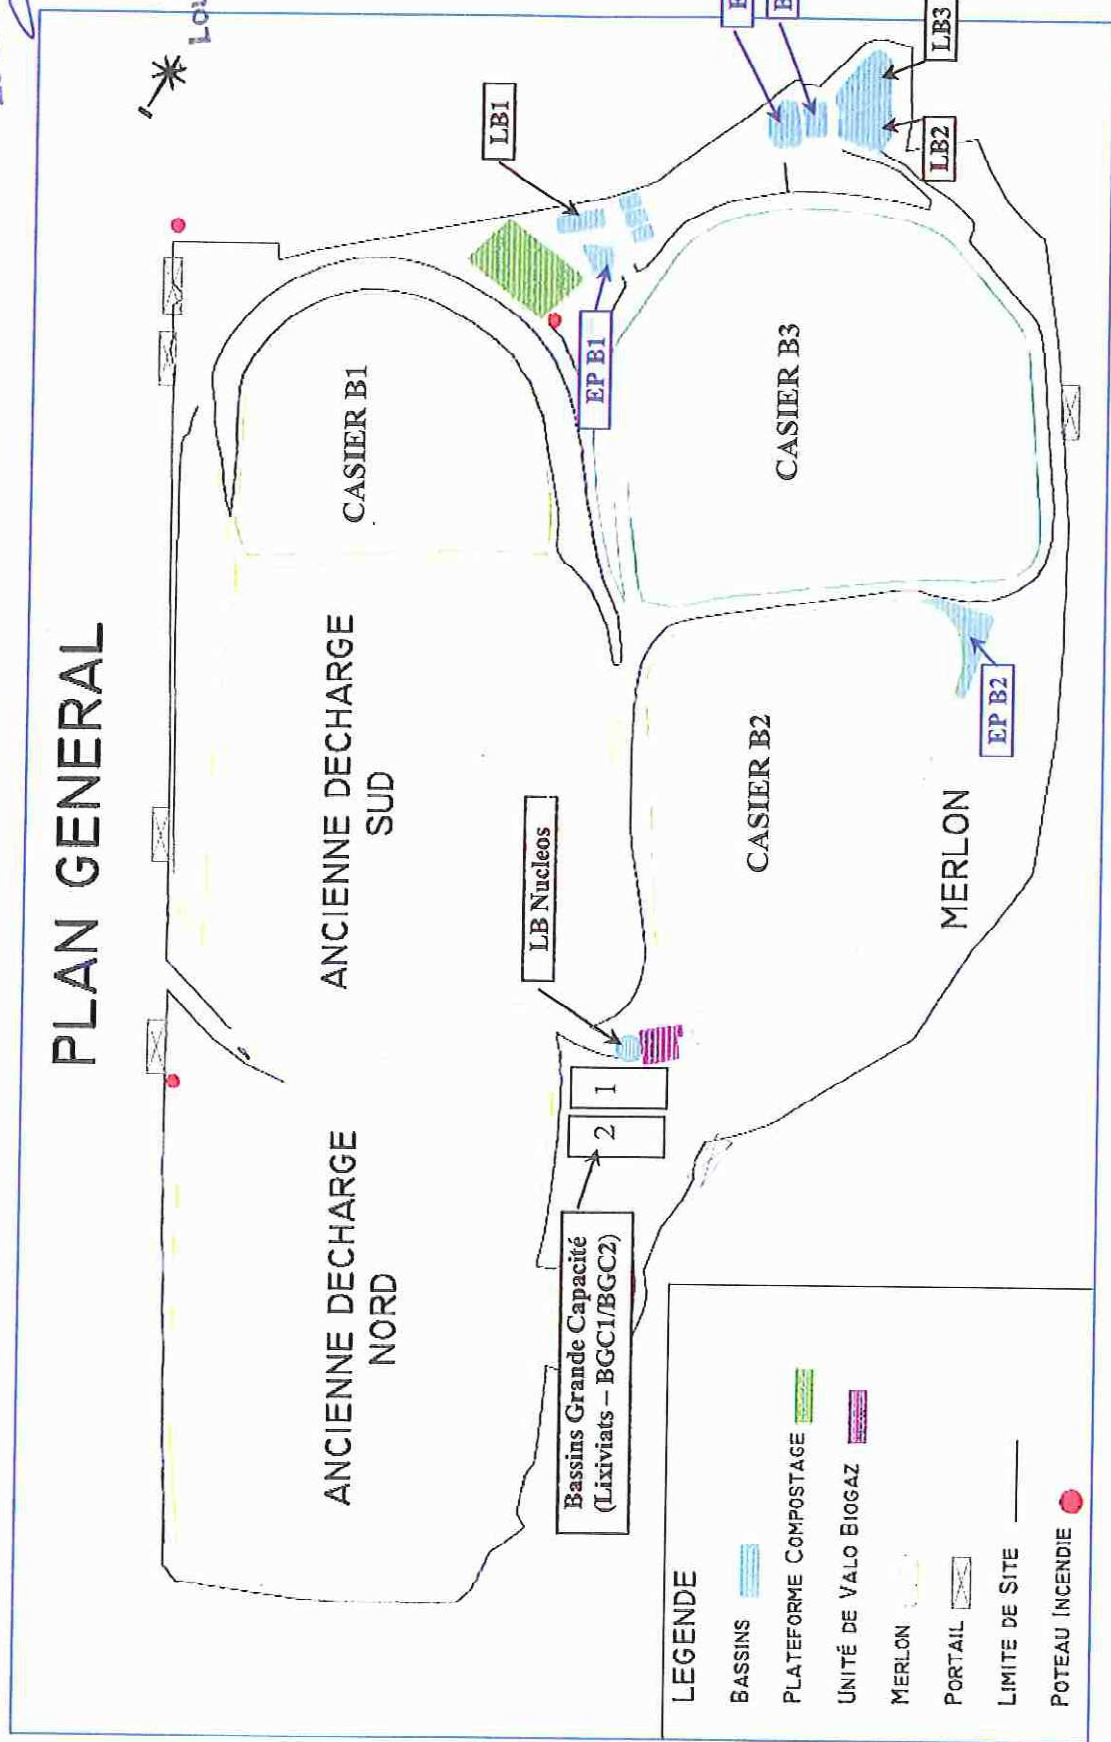 PLAN GENERAL
ANCIENNE DECHARGE
NORD
ANCIENNE DECHARGE
SUD
CASIER B1
LB1
LB Nucleos
EP B1
Bassins Grande Capacité
(Lixiviats – BGC1/BGC2)
2
1
CASIER B2
CASIER B3
MERLON
EP B2
LB2
LB3
LEGENDE
BASSINS
PLATEFORME COMPOSTAGE
UNITÉ DE VALO BIOGAZ
MERLON
PORTAIL
LIMITE DE SITE
POTEAU INCENDIE